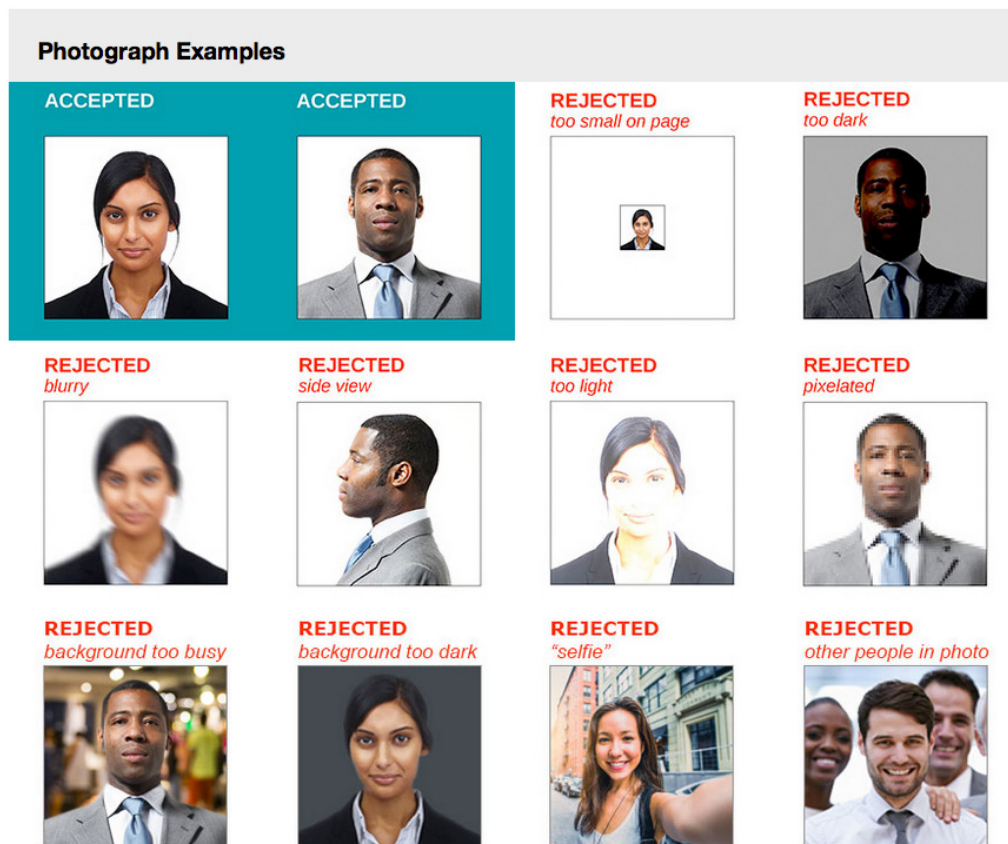 Photograph Examples
ACCEPTED
ACCEPTED
REJECTED
too small on page
REJECTED
too dark
REJECTED
blurry
REJECTED
side view
REJECTED
too light
REJECTED
pixelated
REJECTED
background too busy
REJECTED
background too dark
REJECTED
“selfie”
REJECTED
other people in photo